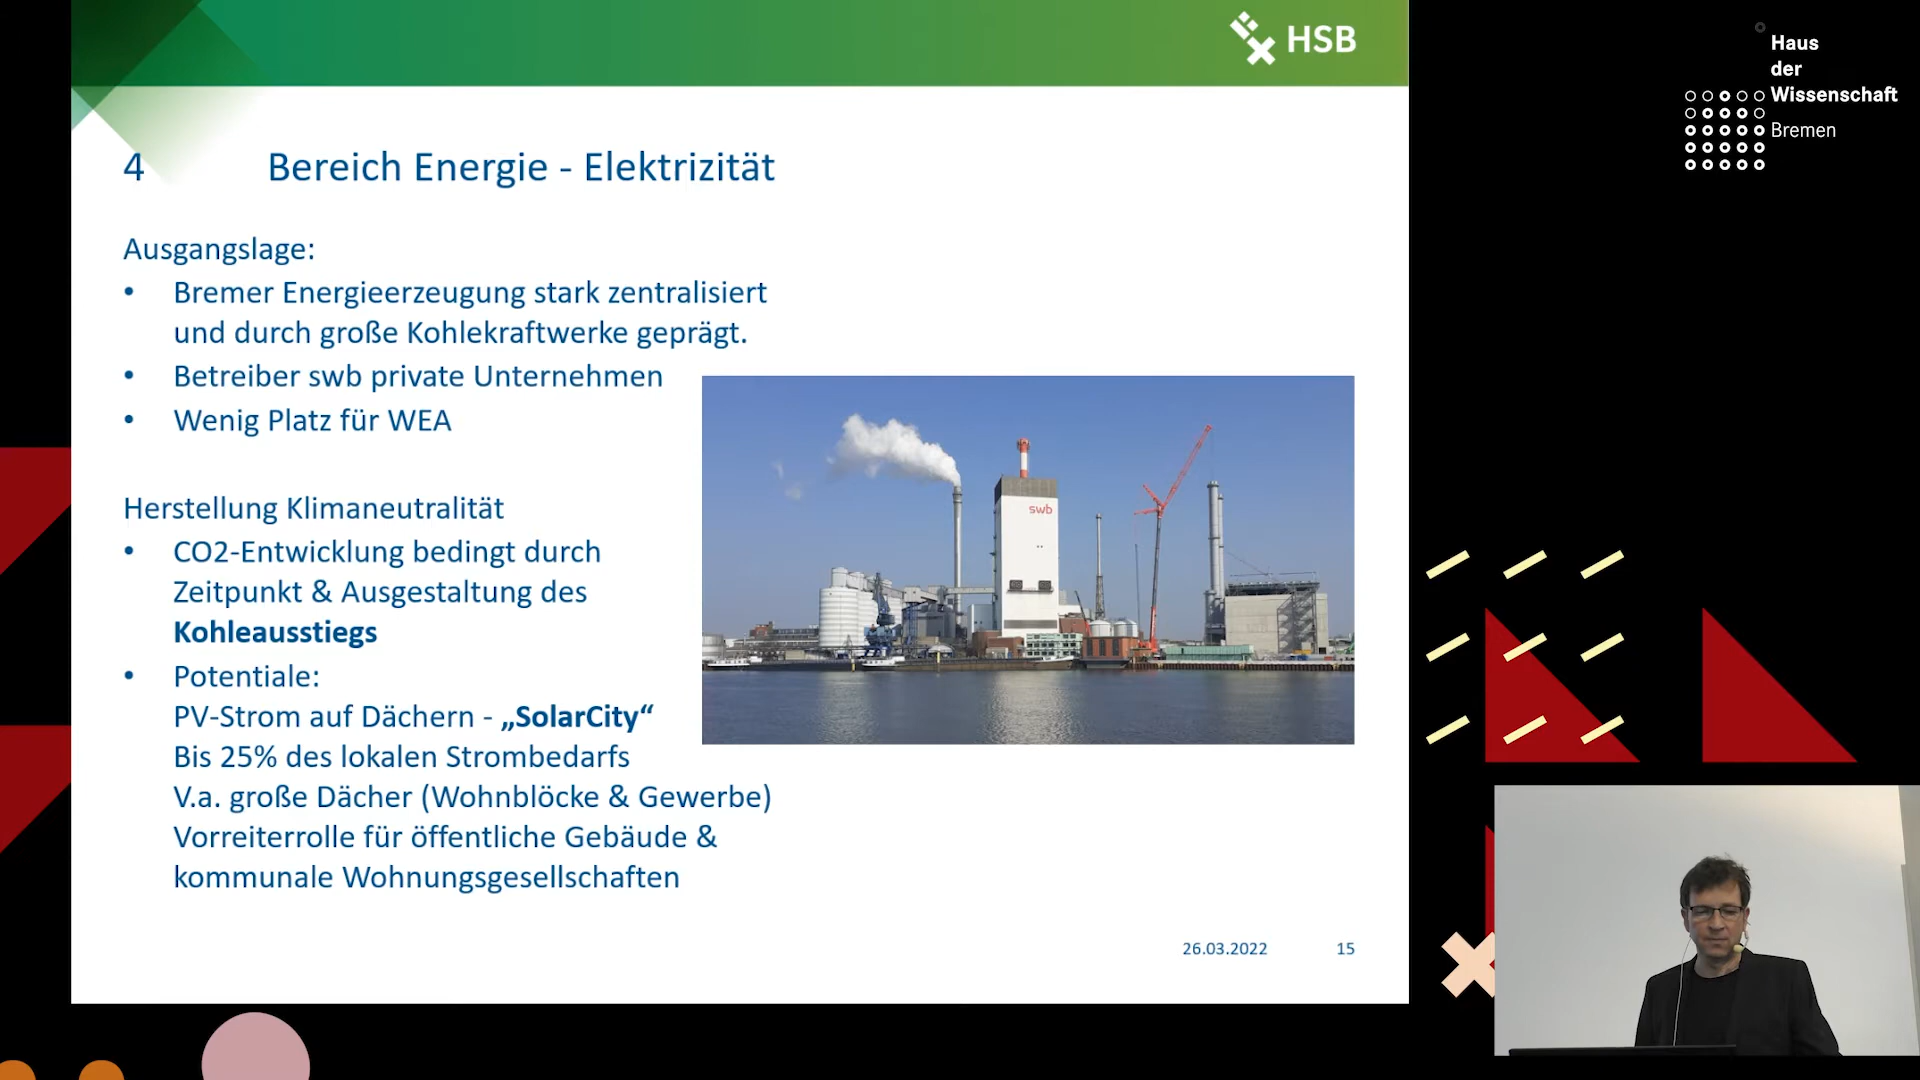 HSB
Haus
der
Wissenschaft
Bremen
4 Bereich Energie - Elektrizität
Ausgangslage:
• Bremer Energieerzeugung stark zentralisiert
und durch große Kohlekraftwerke geprägt.
• Betreiber swb private Unternehmen
• Wenig Platz für WEA
swb
Herstellung Klimaneutralität
• CO2-Entwicklung bedingt durch
Zeitpunkt & Ausgestaltung des
Kohleausstiegs
• Potentiale:
PV-Strom auf Dächern - „SolarCity“
Bis 25% des lokalen Strombedarfs
V.a. große Dächer (Wohnblöcke & Gewerbe)
Vorreiterrolle für öffentliche Gebäude &
kommunale Wohnungsgesellschaften
26.03.2022 15